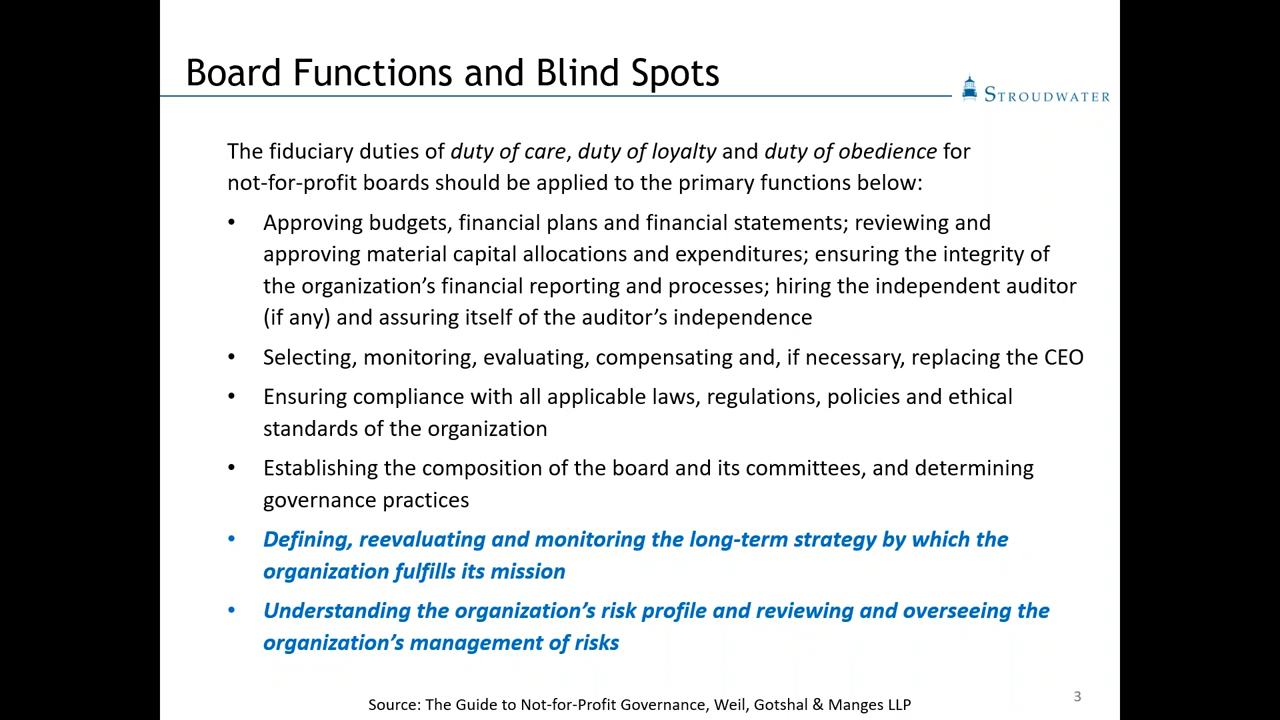 Board Functions and Blind Spots
STROUDWATER
The fiduciary duties of duty of care, duty of loyalty and duty of obedience for
not-for-profit boards should be applied to the primary functions below:
• Approving budgets, financial plans and financial statements; reviewing and
approving material capital allocations and expenditures; ensuring the integrity of
the organization’s financial reporting and processes; hiring the independent auditor
(if any) and assuring itself of the auditor’s independence
• Selecting, monitoring, evaluating, compensating and, if necessary, replacing the CEO
• Ensuring compliance with all applicable laws, regulations, policies and ethical
standards of the organization
• Establishing the composition of the board and its committees, and determining
governance practices
• Defining, reevaluating and monitoring the long-term strategy by which the
organization fulfills its mission
• Understanding the organization’s risk profile and reviewing and overseeing the
organization’s management of risks
Source: The Guide to Not-for-Profit Governance, Weil, Gotshal & Manges LLP
3